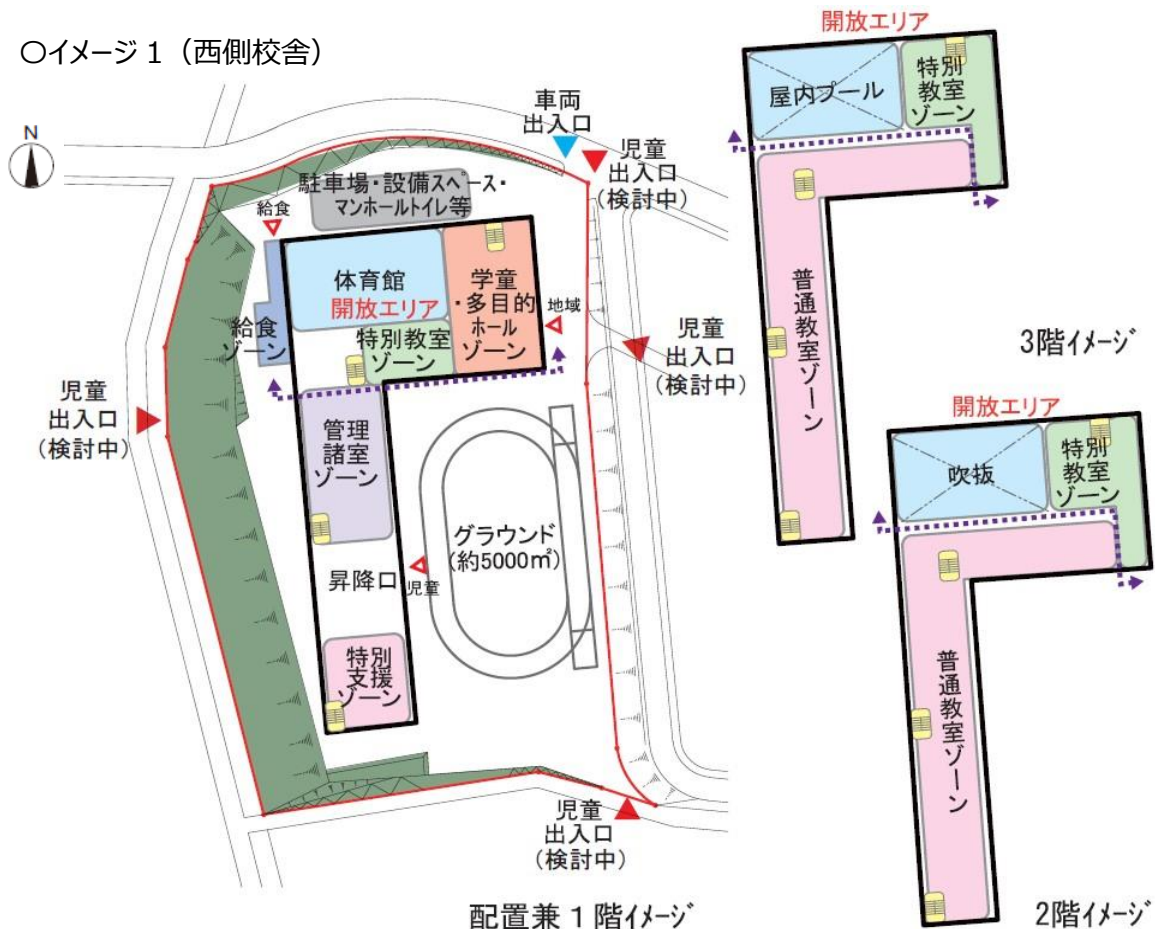 〇イメージ1（西側校舎）
N
車両
出入口
児童
出入口
(検討中)
駐車場・設備スペース・
マンホールトイレ等
給食
体育館
開放エリア
学童
・多目的
ホール
ゾーン
地域
特別教室
ゾーン
給食
ゾーン
児童
出入口
(検討中)
児童
出入口
(検討中)
管理
諸室
ゾーン
グラウンド
(約5000㎡)
昇降口
児童
特別
支援
ゾーン
児童
出入口
(検討中)
配置兼1階イメージ
開放エリア
屋内プール
特別
教室
ゾーン
普通教室ゾーン
3階イメージ
開放エリア
吹抜
特別
教室
ゾーン
普通教室ゾーン
2階イメージ